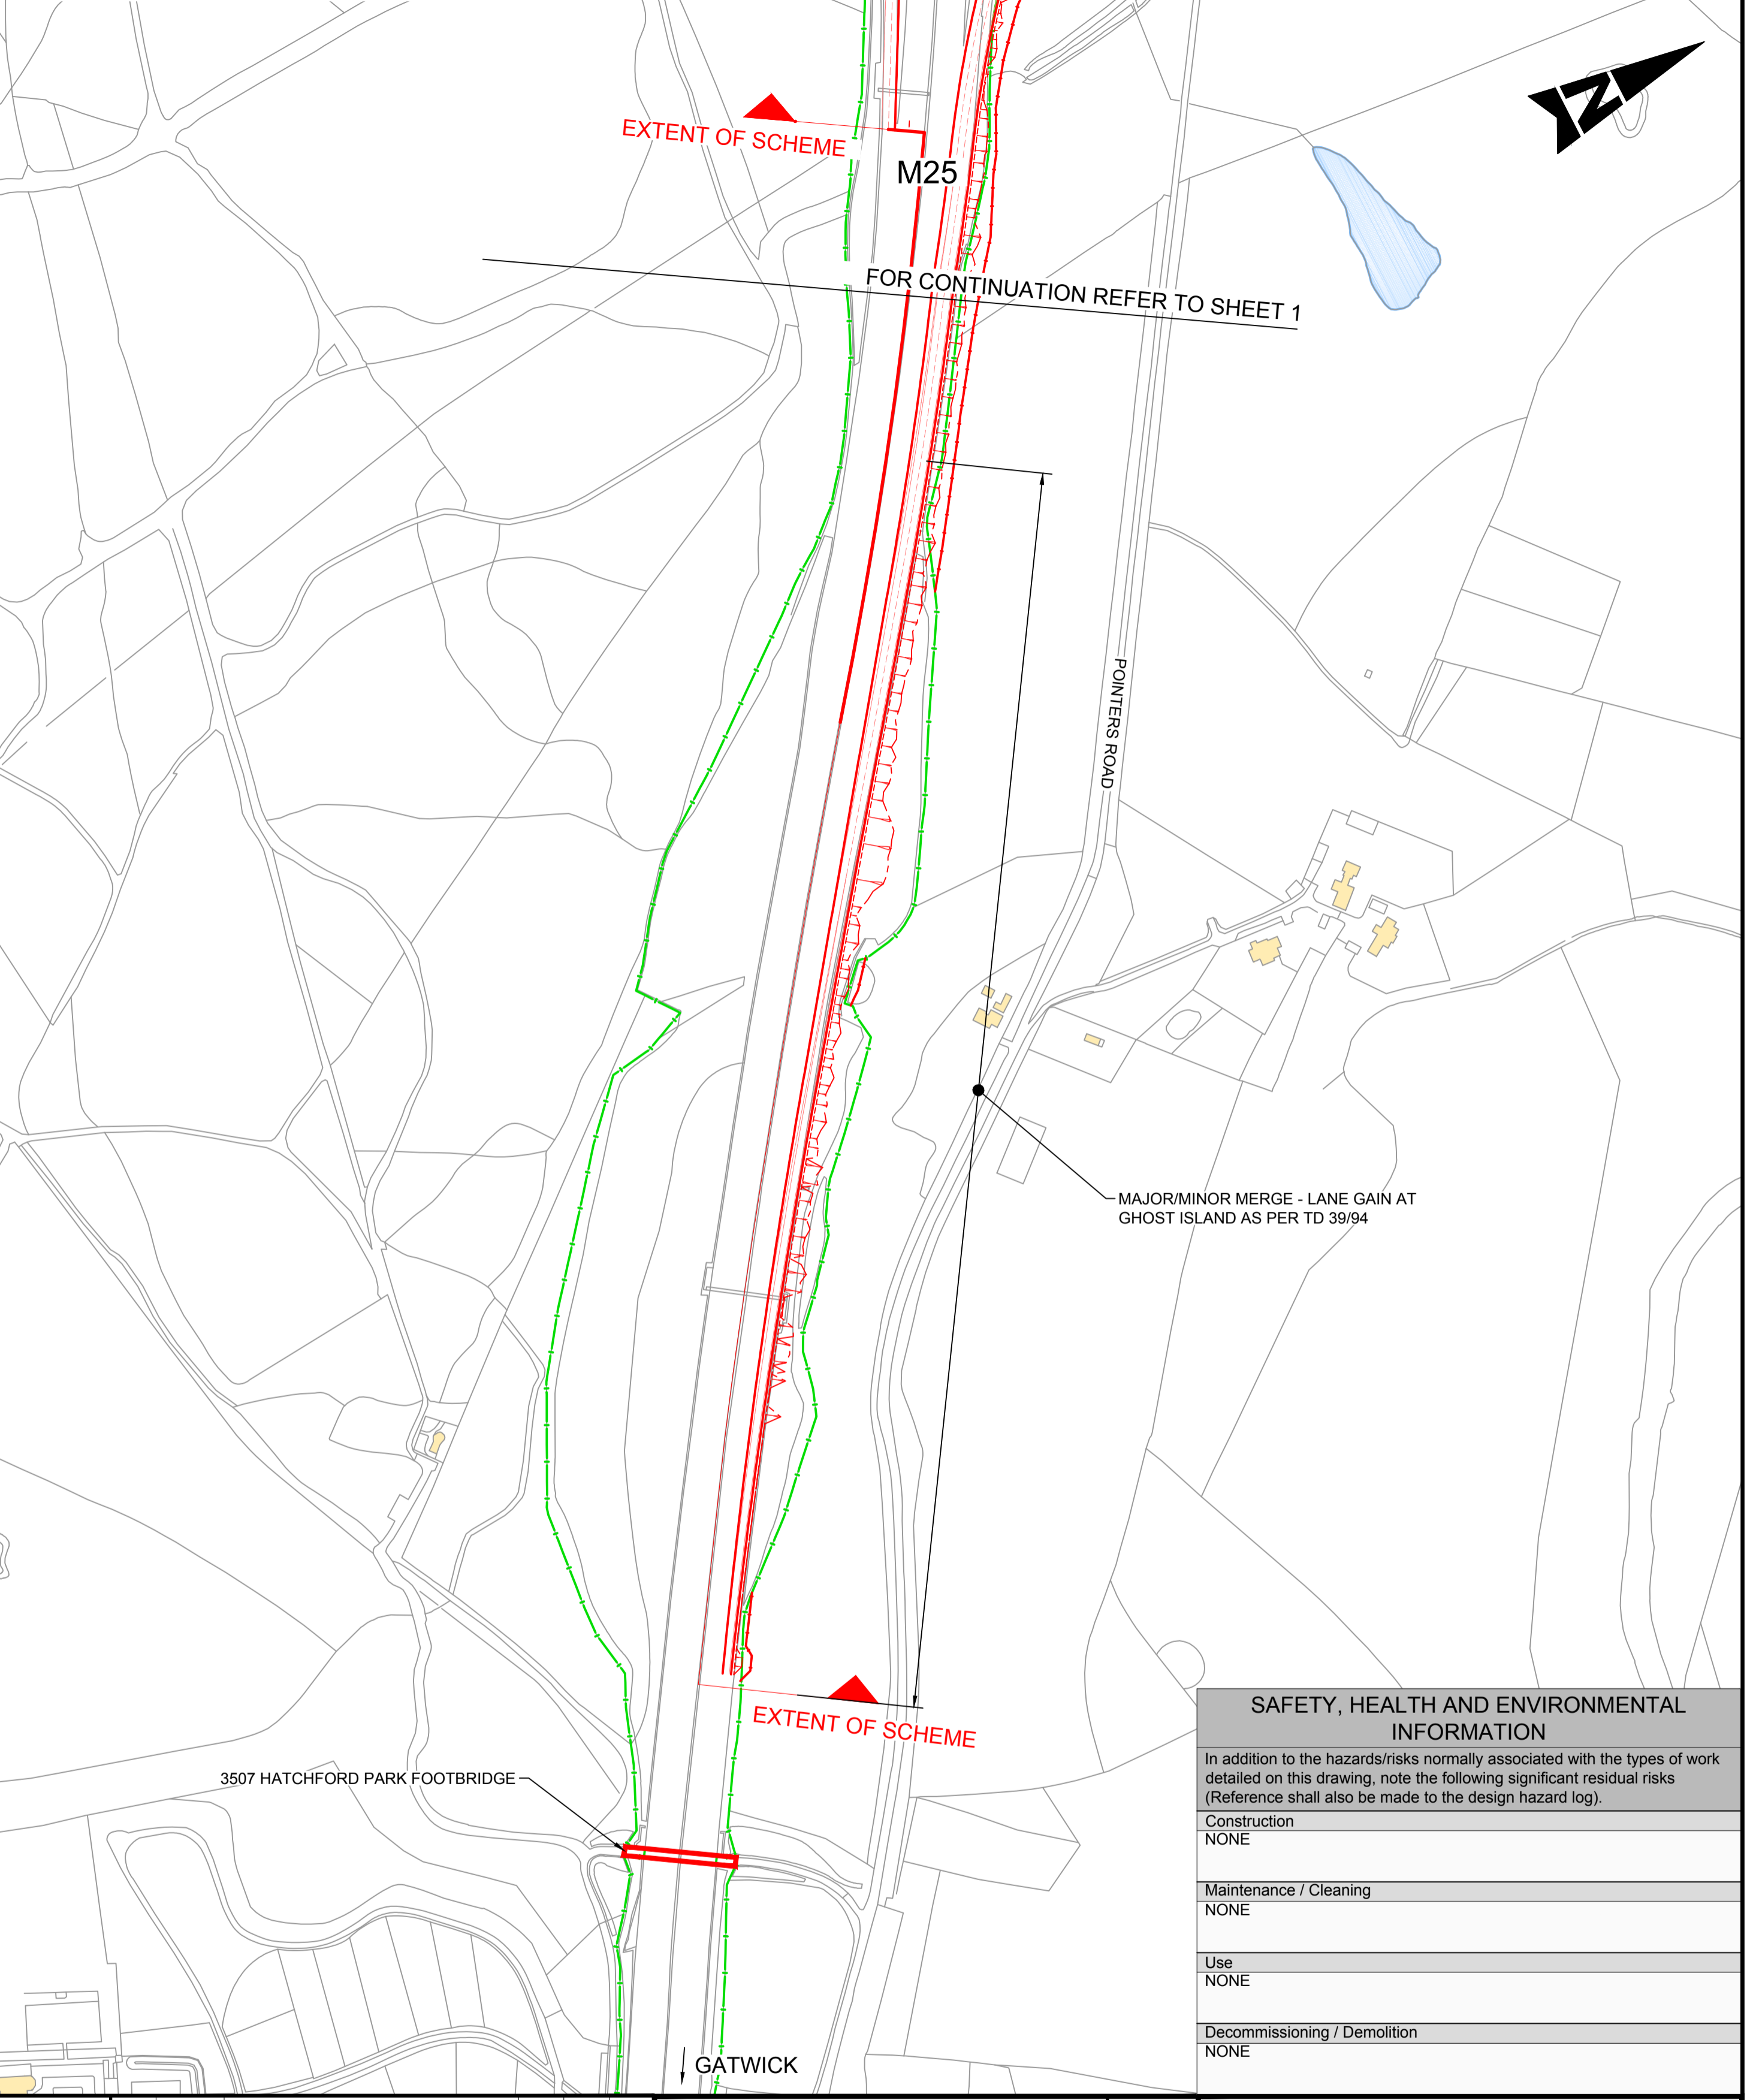 EXTENT OF SCHEME
M25
FOR CONTINUATION REFER TO SHEET 1
POINTERS ROAD
MAJOR/MINOR MERGE - LANE GAIN AT
GHOST ISLAND AS PER TD 39/94
EXTENT OF SCHEME
3507 HATCHFORD PARK FOOTBRIDGE
GATWICK
N
SAFETY, HEALTH AND ENVIRONMENTAL
INFORMATION
In addition to the hazards/risks normally associated with the types of work
detailed on this drawing, note the following significant residual risks
(Reference shall also be made to the design hazard log).
Construction
NONE
Maintenance / Cleaning
NONE
Use
NONE
Decommissioning / Demolition
NONE